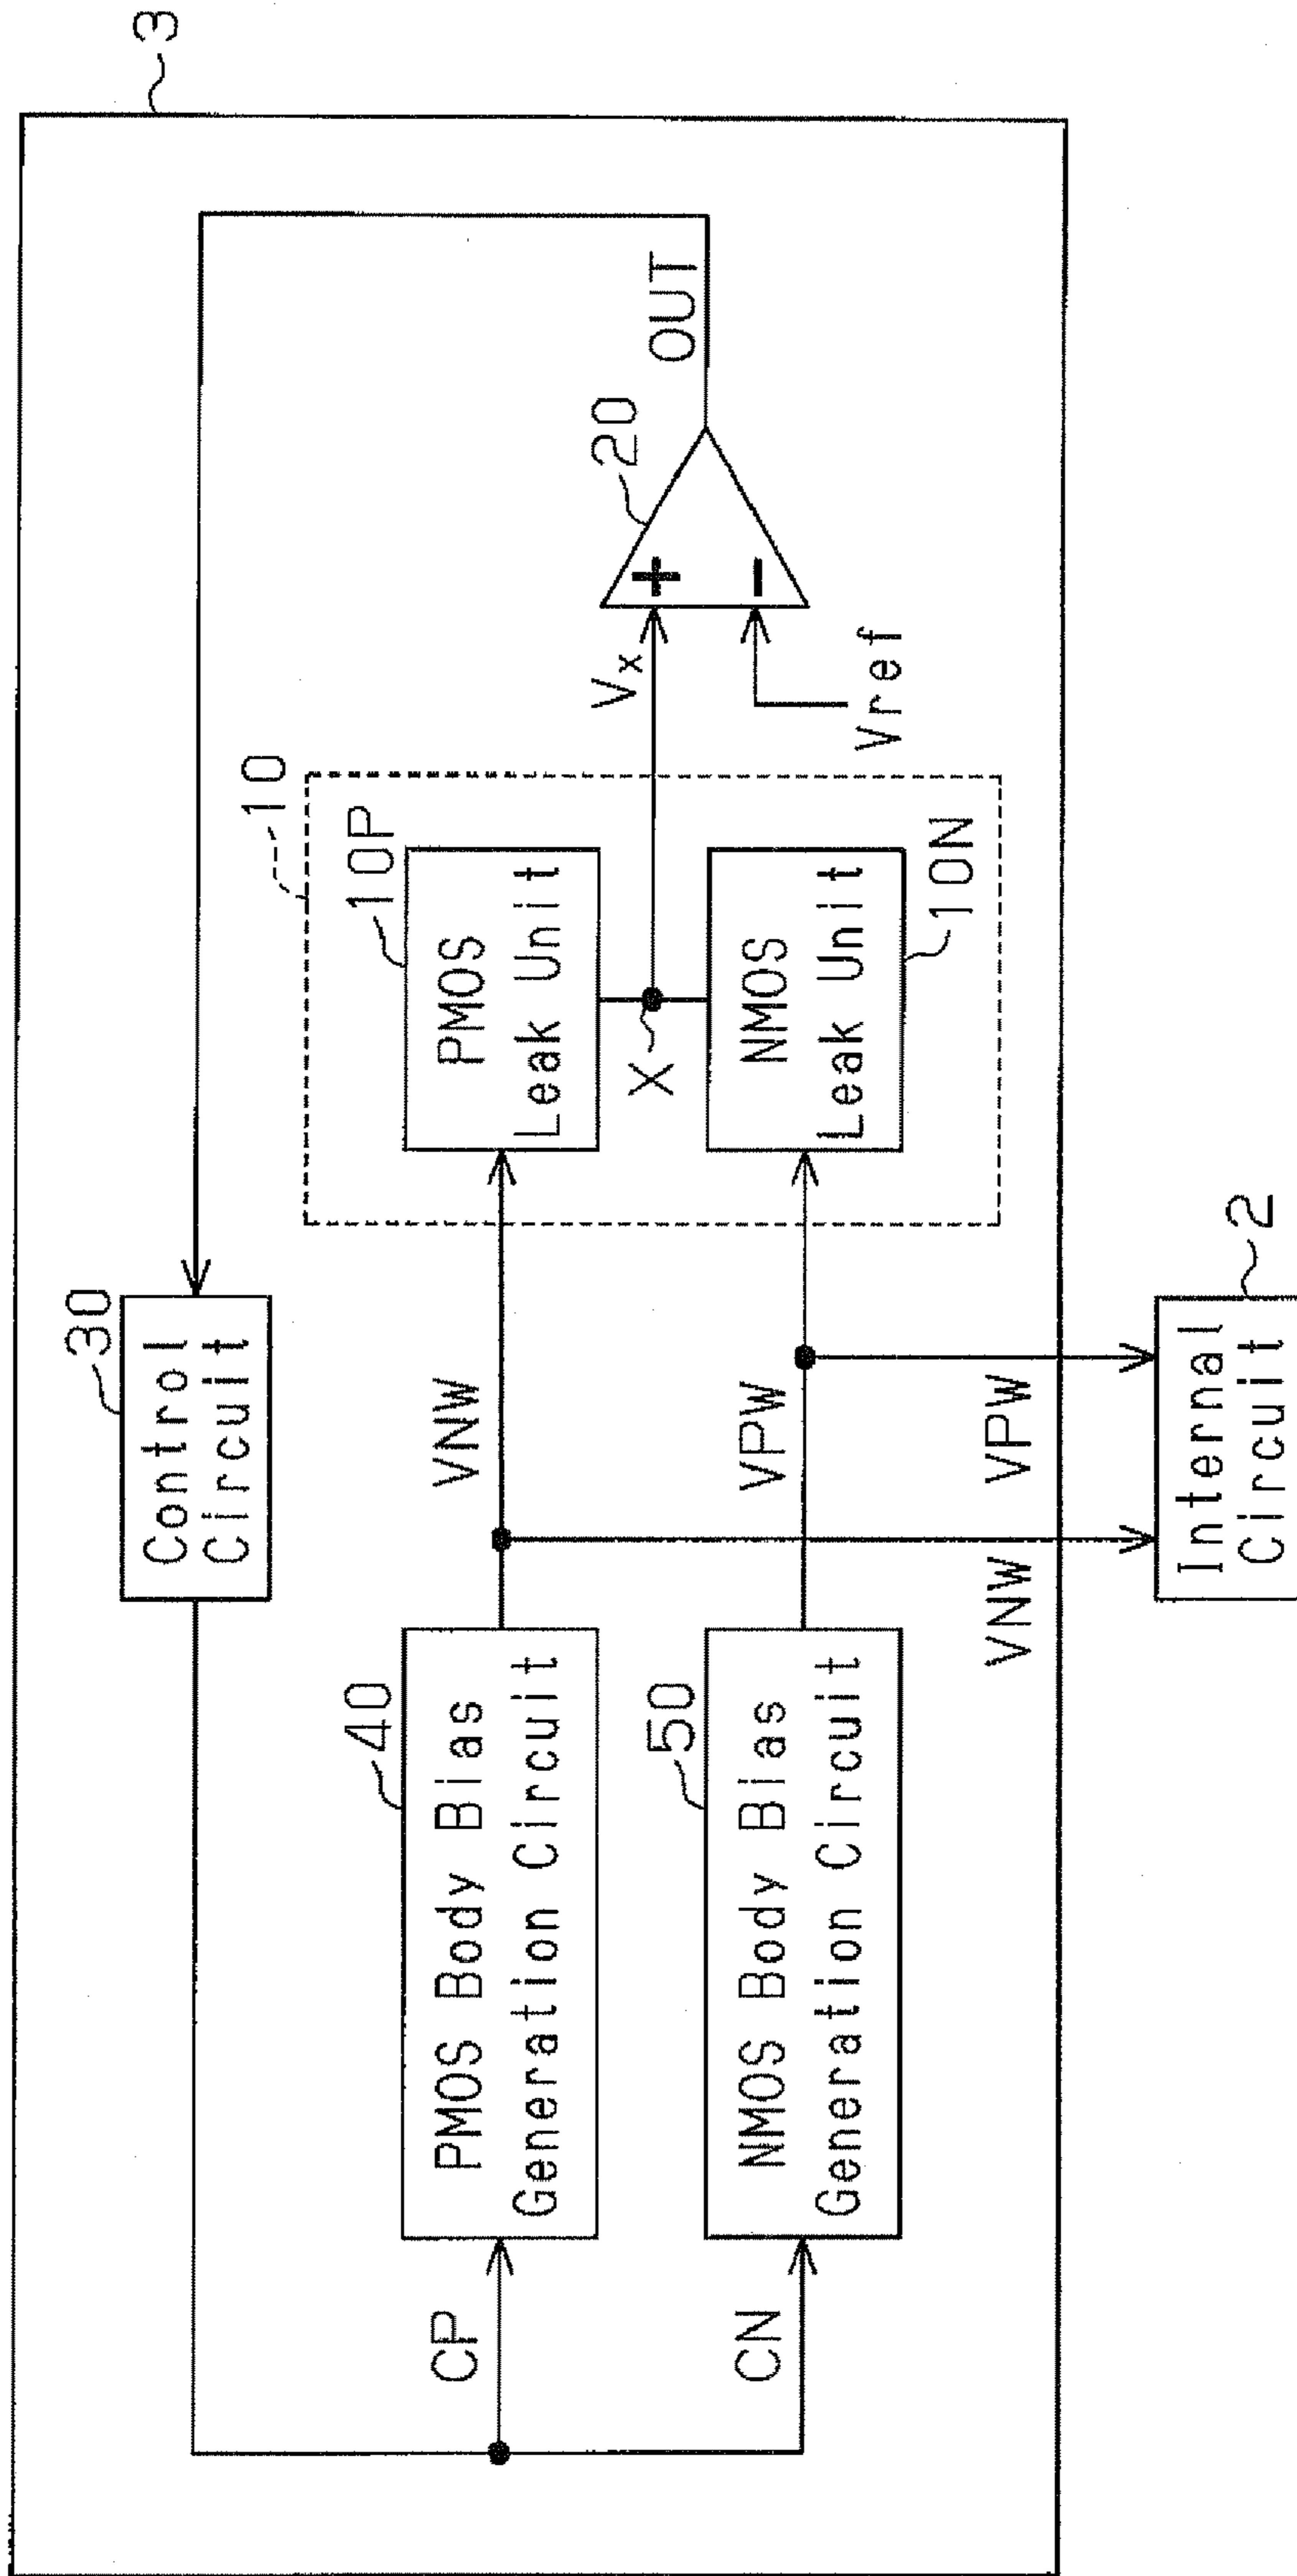 3
30
Control
Circuit
OUT
10
20
40
PMOS Body Bias
Generation Circuit
CP
VNW
10P
PMOS
Leak Unit
X
Vx
+
−
Vref
50
NMOS Body Bias
Generation Circuit
CN
VPW
NMOS
Leak Unit
10N
VNW
VPW
Internal
Circuit
2